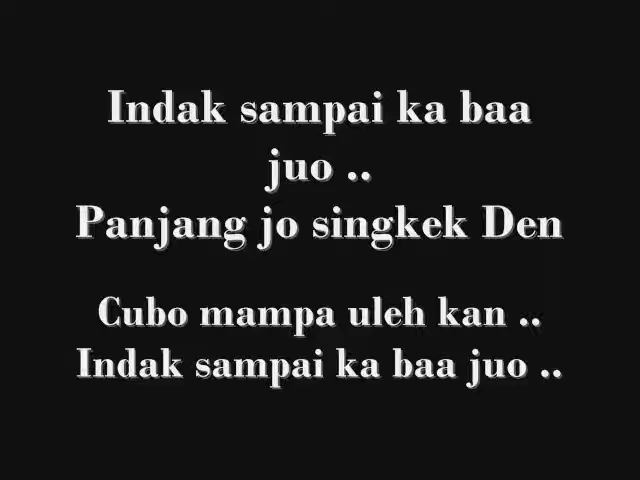 Indak sampai ka baa
juo ..
Panjang jo singkek Den
Cubo mampa uleh kan ..
Indak sampai ka baa juo ..